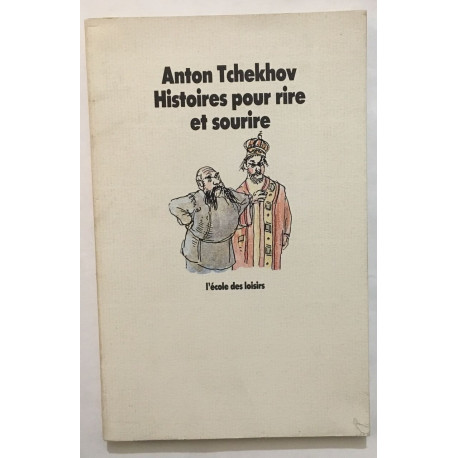 Anton Tchekhov
Histoires pour rire
et sourire
l'école des loisirs